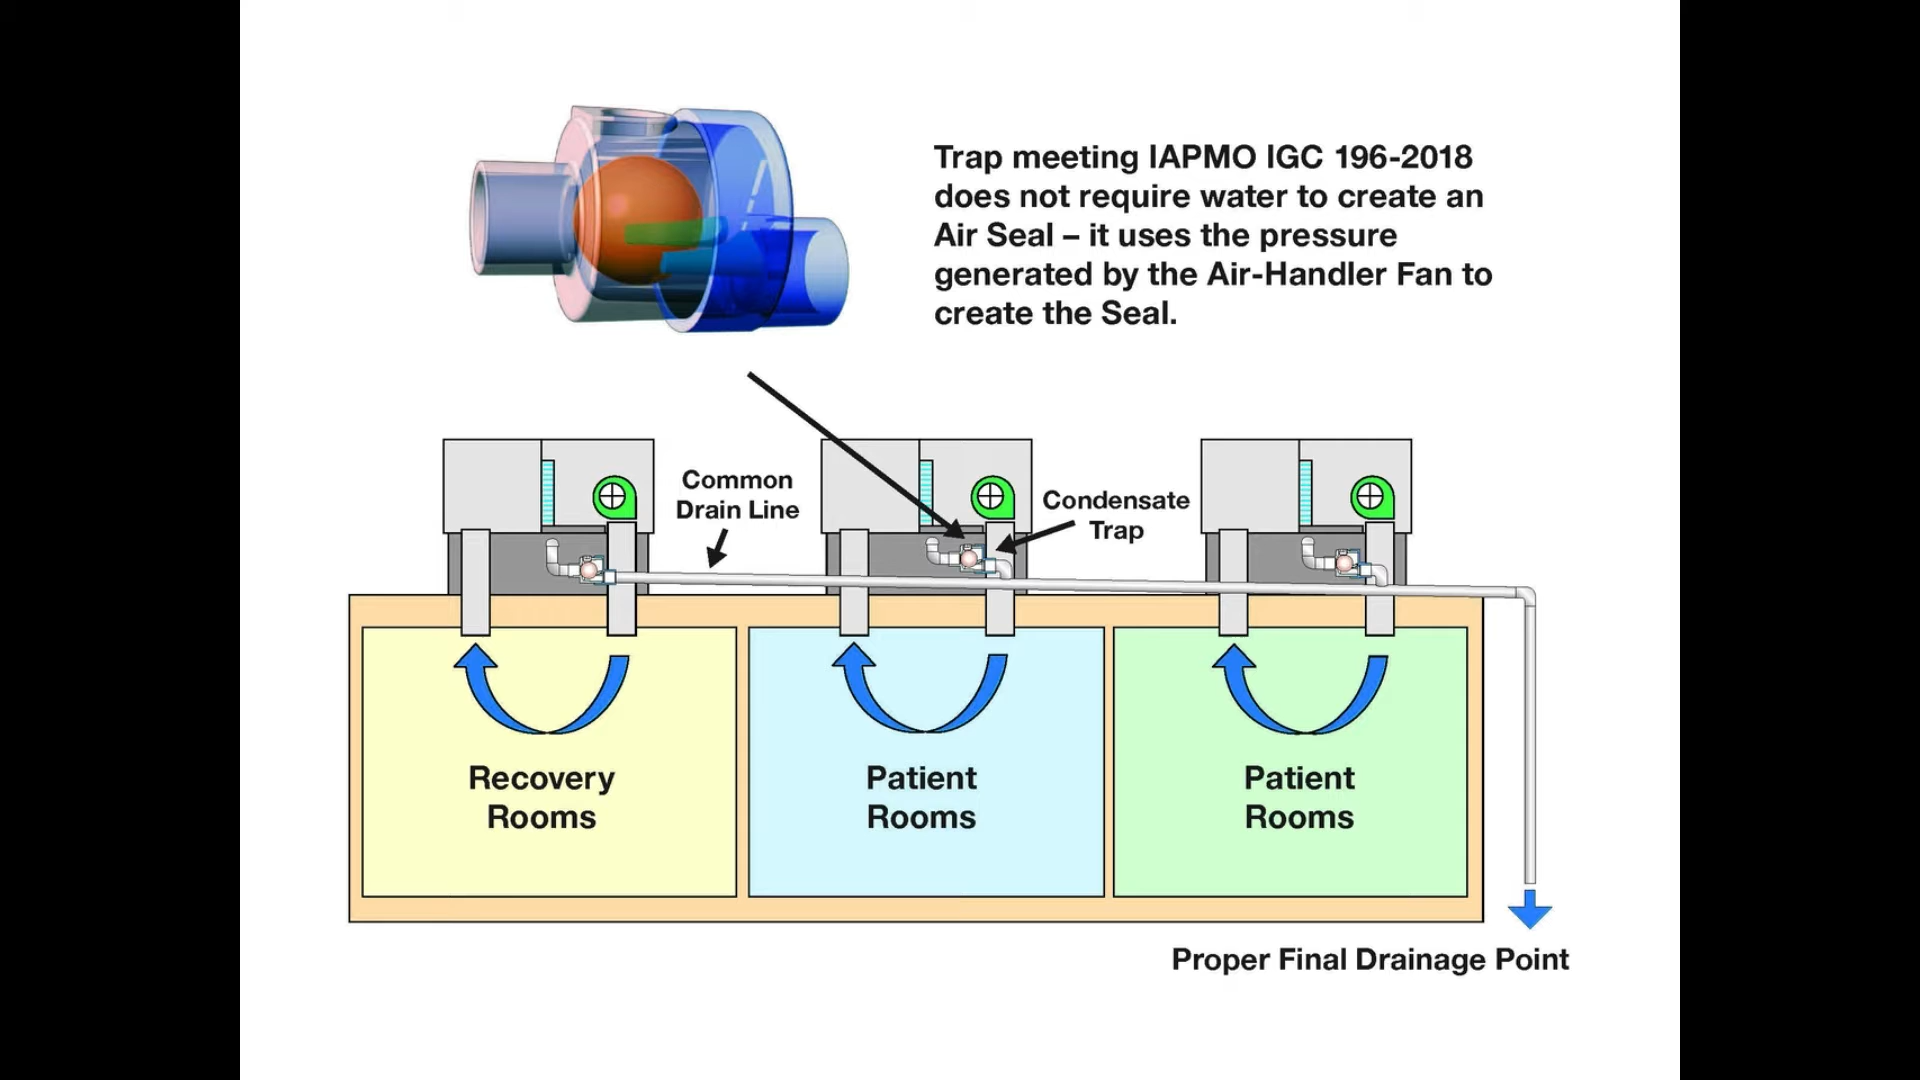 Trap meeting IAPMO IGC 196-2018
does not require water to create an
Air Seal – it uses the pressure
generated by the Air-Handler Fan to
create the Seal.
Common
Drain Line
Condensate
Trap
Recovery
Rooms
Patient
Rooms
Patient
Rooms
Proper Final Drainage Point